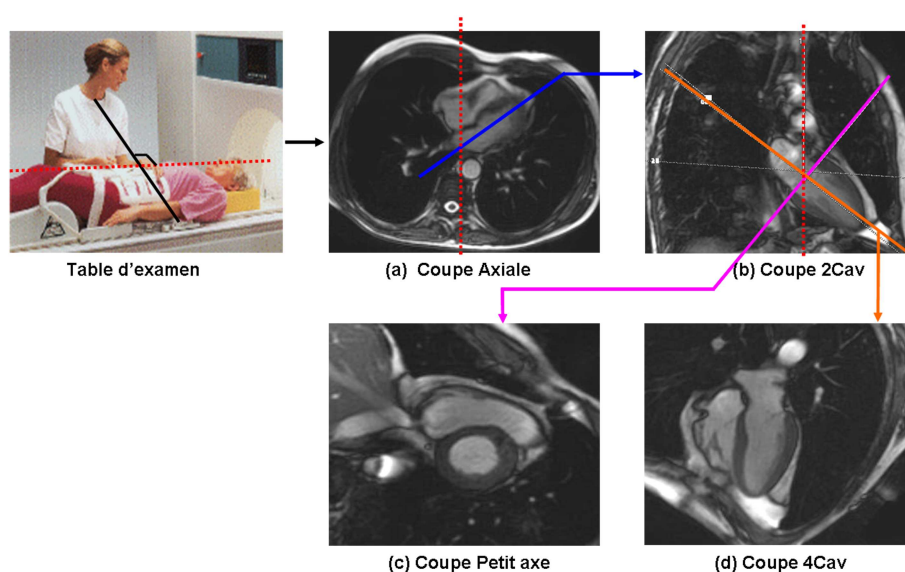 Table d'examen
(a) Coupe Axiale
(b) Coupe 2Cav
(c) Coupe Petit axe
(d) Coupe 4Cav